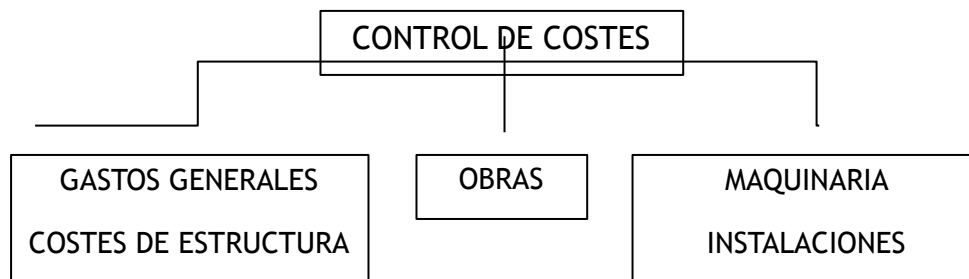 CONTROL DE COSTES
GASTOS GENERALES
COSTES DE ESTRUCTURA
OBRAS
MAQUINARIA
INSTALACIONES